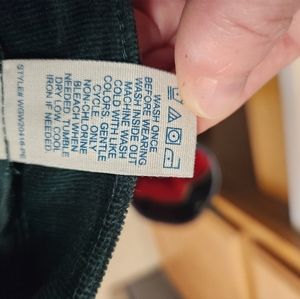 WASH ONCE
BEFORE WEARING
WASH INSIDE OUT
MACHINE WASH
COLD WITH LIKE
COLORS. GENTLE
CYCLE. ONLY
NON-CHLORINE
BLEACH WHEN
NEEDED. TUMBLE
DRY LOW. COOL
IRON IF NEEDED.